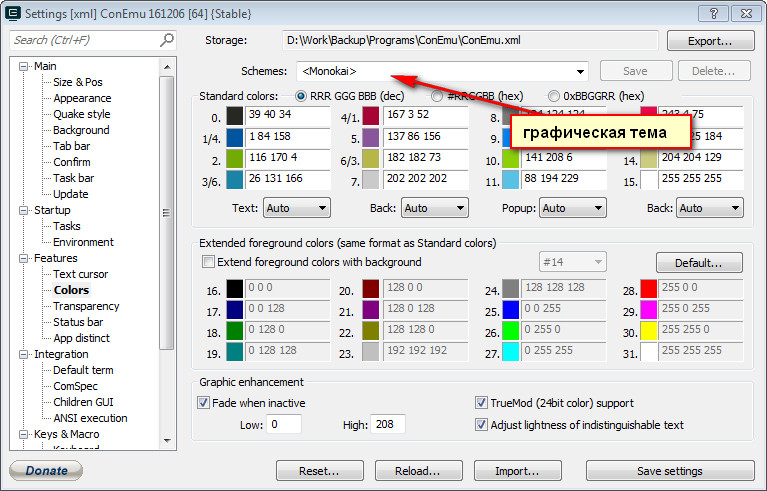 Settings [xml] ConEmu 161206 [64] {Stable}
Search (Ctrl+F)
Storage: D:\Work\Backup\Programs\ConEmu\ConEmu.xml Export...
Schemes: <Monokai> Save Delete...
Main
Size & Pos
Appearance
Quake style
Background
Tab bar
Confirm
Task bar
Update
Startup
Tasks
Environment
Features
Text cursor
Colors
Transparency
Status bar
App distinct
Integration
Default term
ComSpec
Children GUI
ANSI execution
Keys & Macro
Standard colors: RRR GGG BBB (dec) #RRGGBB (hex) 0xBBGGRR (hex)
0. 39 40 34 4/1. 167 3 52 8. 124 124 75
1/4. 1 84 158 5. 137 86 156 9. 184
2. 116 170 4 6/3. 182 182 73 10. 141 208 6 14. 204 204 129
3/6. 26 131 166 7. 202 202 202 11. 88 194 229 15. 255 255 255
графическая тема
Text: Auto Back: Auto Popup: Auto Back: Auto
Extended foreground colors (same format as Standard colors)
Extend foreground colors with background #14 Default...
16. 0 0 0 20. 128 0 0 24. 128 128 128 28. 255 0 0
17. 0 0 128 21. 128 0 128 25. 0 0 255 29. 255 0 255
18. 0 128 0 22. 128 128 0 26. 0 255 0 30. 255 255 0
19. 0 128 128 23. 192 192 192 27. 0 255 255 31. 255 255 255
Graphic enhancement
Fade when inactive TrueMod (24bit color) support
Low: 0 High: 208 Adjust lightness of indistinguishable text
Donate Reset... Reload... Import... Save settings